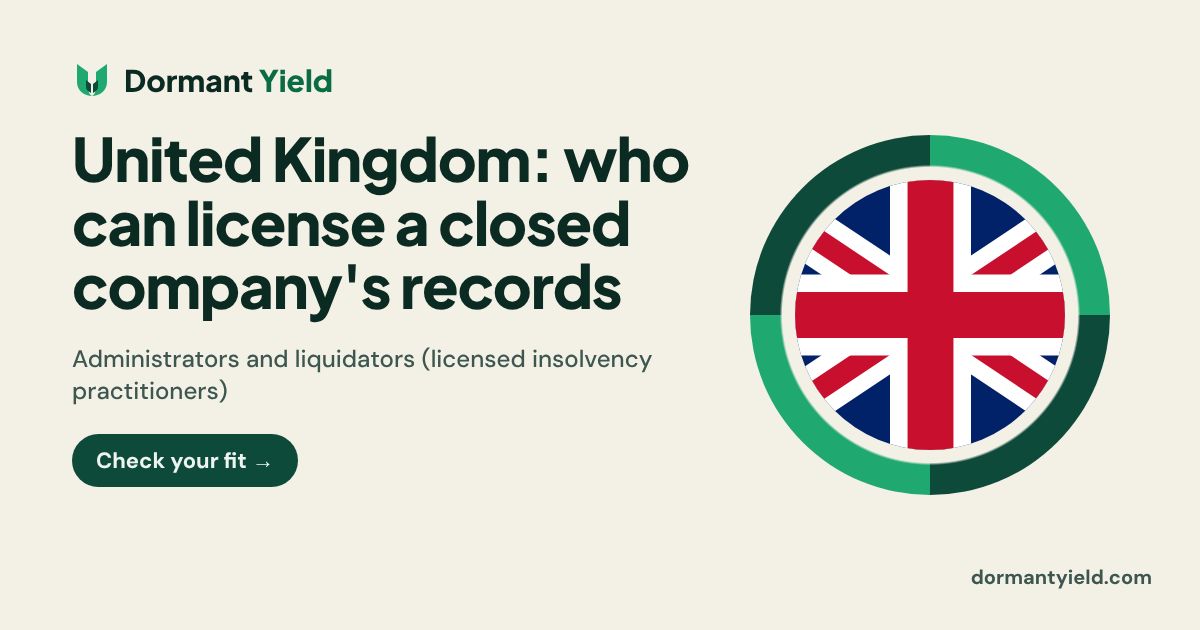 Dormant Yield
United Kingdom: who
can license a closed
company's records
Administrators and liquidators (licensed insolvency
practitioners)
Check your fit →
dormantyield.com